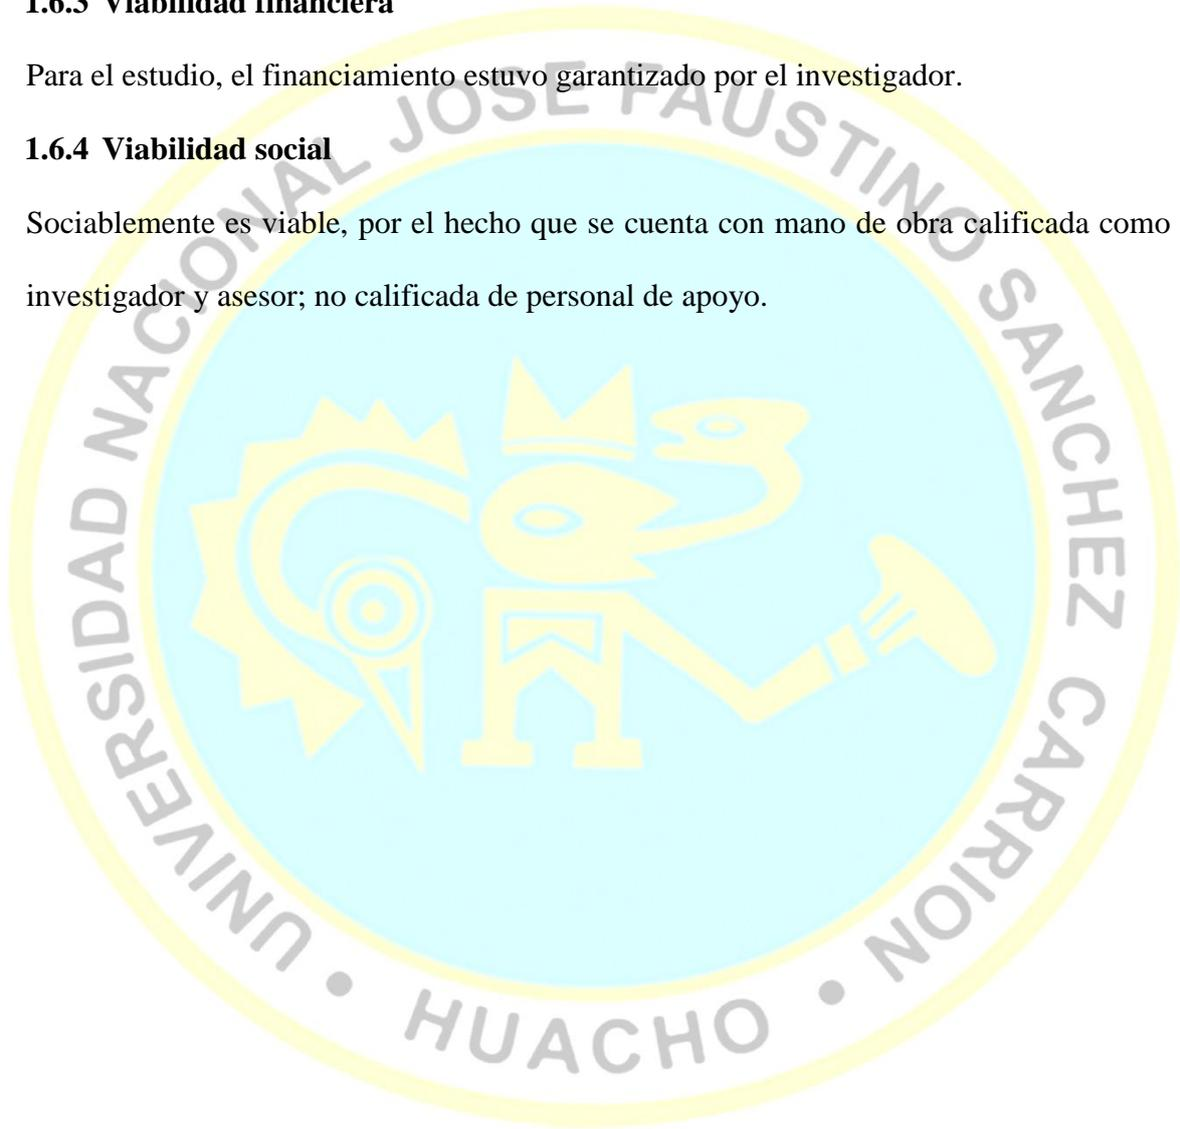 1.6.3 Viabilidad financiera
Para el estudio, el financiamiento estuvo garantizado por el investigador.
1.6.4 Viabilidad social
Sociablemente es viable, por el hecho que se cuenta con mano de obra calificada como
investigador y asesor; no calificada de personal de apoyo.
UNIVERSIDAD NACIONAL JOSE FAUSTINO SANCHEZ CARRION • HUACHO •